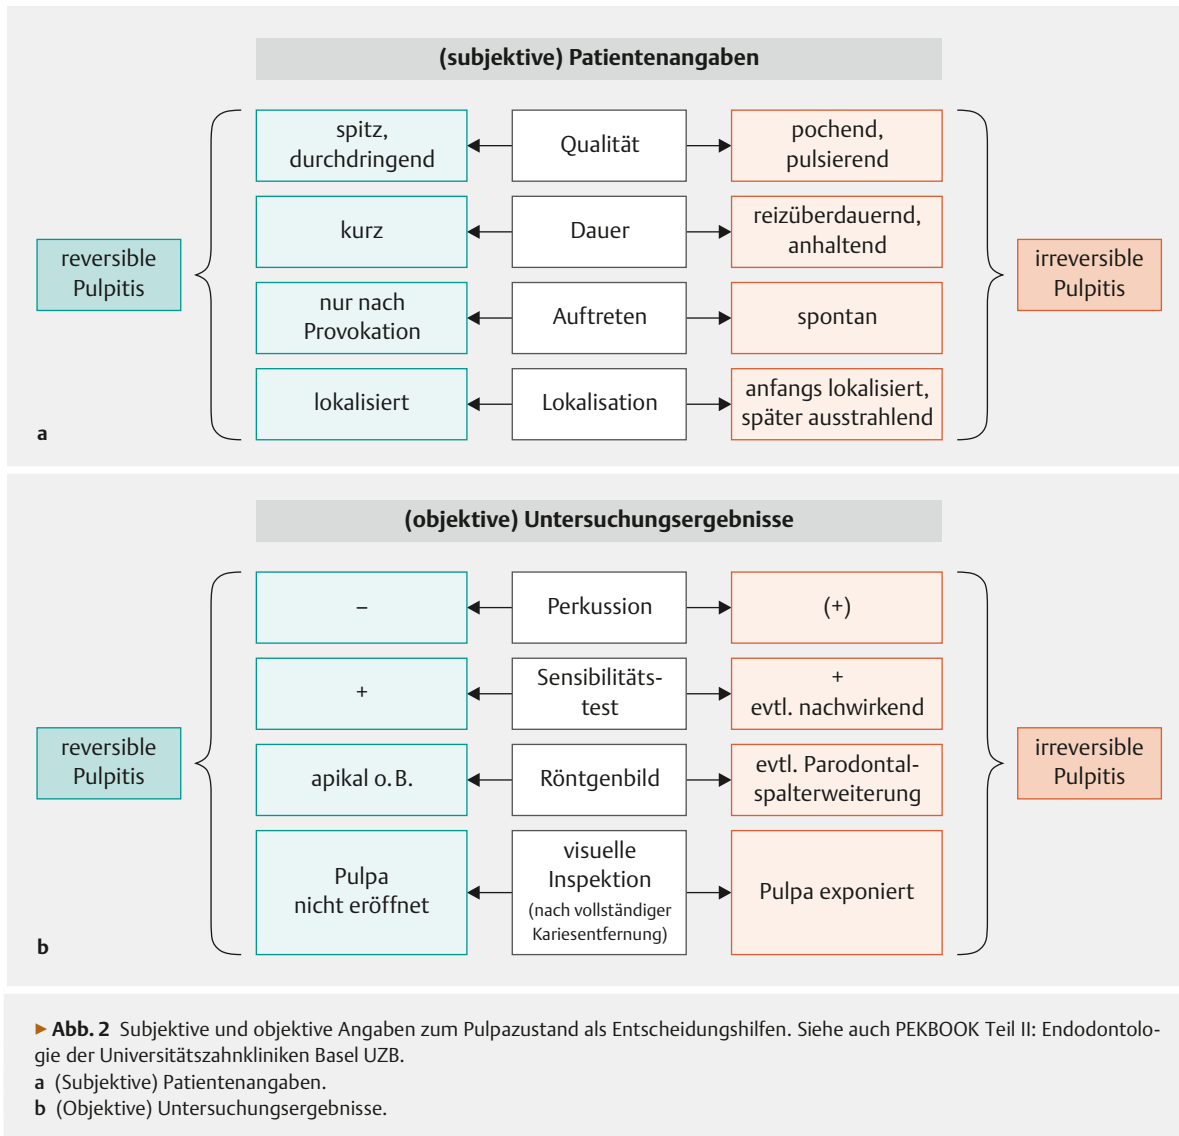 (subjektive) Patientenangaben
reversible
Pulpitis
spitz,
durchdringend
Qualität
pochend,
pulsierend
kurz
Dauer
reizüberdauernd,
anhaltend
nur nach
Provokation
Auftreten
spontan
lokalisiert
Lokalisation
anfangs lokalisiert,
später ausstrahlend
irreversible
Pulpitis
a
(objektive) Untersuchungsergebnisse
reversible
Pulpitis
–
Perkussion
(+)
+
Sensibilitäts-
test
+
evtl. nachwirkend
apikal o. B.
Röntgenbild
evtl. Parodontal-
spalterweiterung
Pulpa
nicht eröffnet
visuelle
Inspektion
(nach vollständiger
Kariesentfernung)
Pulpa exponiert
irreversible
Pulpitis
b
▶ Abb. 2 Subjektive und objektive Angaben zum Pulpazustand als Entscheidungshilfen. Siehe auch PEKBOOK Teil II: Endodontolo-
gie der Universitätszahnkliniken Basel UZB.
a (Subjektive) Patientenangaben.
b (Objektive) Untersuchungsergebnisse.